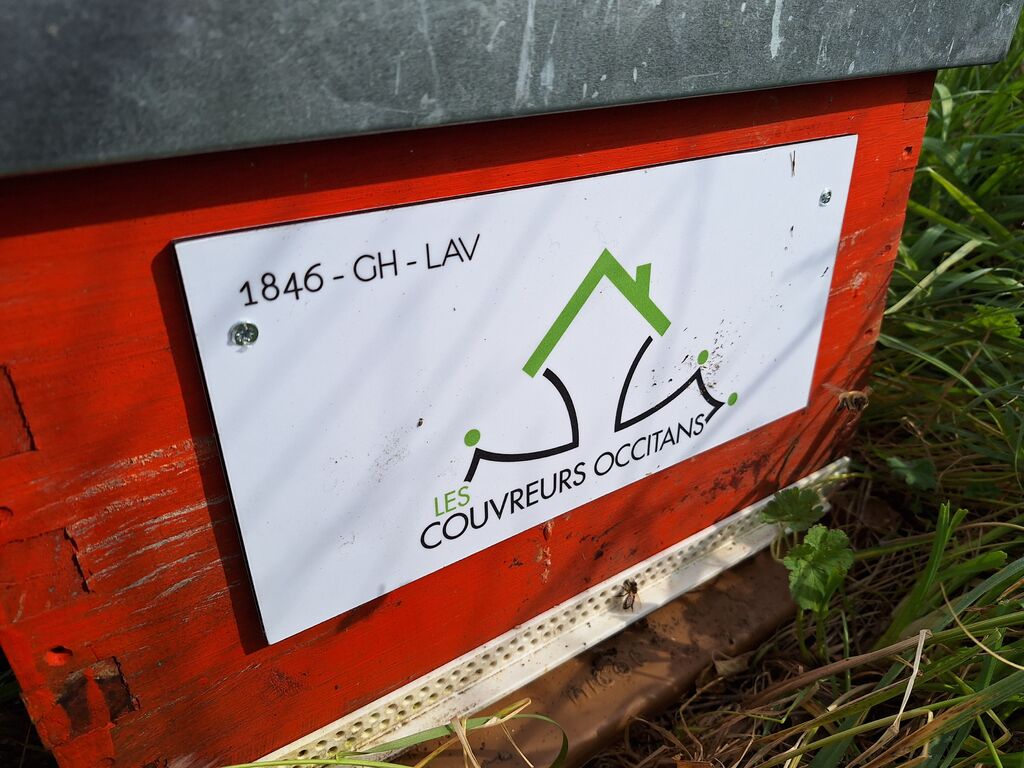 1846 - GH - LAV
LES
COUVREURS OCCITANS